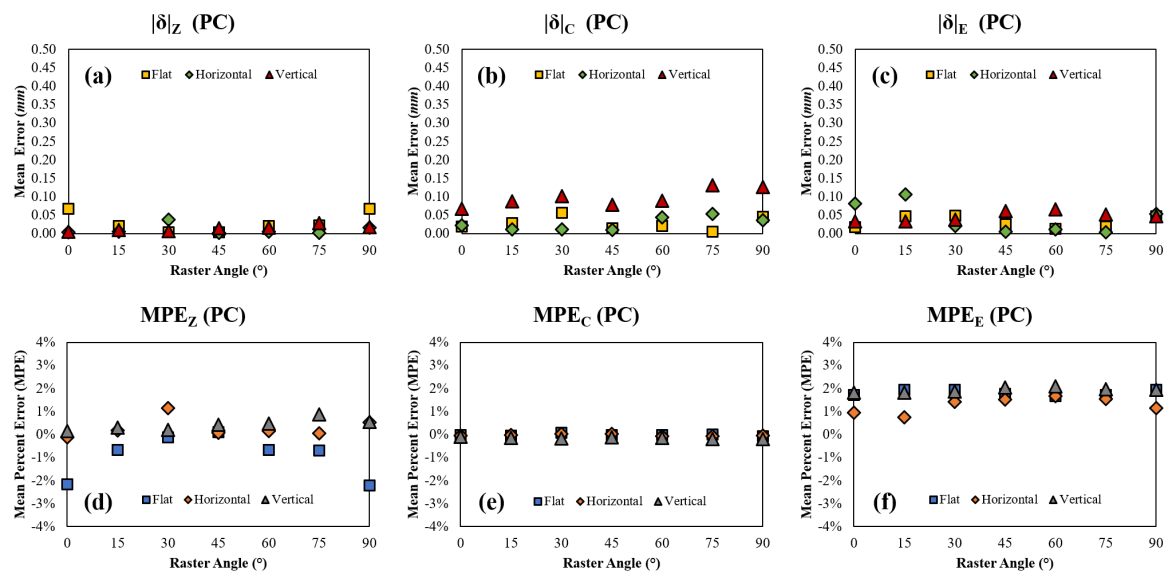 |δ|Z (PC)
Mean Error (mm)
0.50
0.45
0.40
0.35
0.30
0.25
0.20
0.15
0.10
0.05
0.00
(a)
Flat Horizontal Vertical
0 15 30 45 60 75 90
Raster Angle (°)
|δ|C (PC)
Mean Error (mm)
0.50
0.45
0.40
0.35
0.30
0.25
0.20
0.15
0.10
0.05
0.00
(b)
Flat Horizontal Vertical
0 15 30 45 60 75 90
Raster Angle (°)
|δ|E (PC)
Mean Error (mm)
0.50
0.45
0.40
0.35
0.30
0.25
0.20
0.15
0.10
0.05
0.00
(c)
Flat Horizontal Vertical
0 15 30 45 60 75 90
Raster Angle (°)
MPEZ (PC)
Mean Percent Error (MPE)
4%
3%
2%
1%
0%
-1%
-2%
-3%
-4%
(d)
Flat Horizontal Vertical
0 15 30 45 60 75 90
Raster Angle (°)
MPEC (PC)
Mean Percent Error (MPE)
4%
3%
2%
1%
0%
-1%
-2%
-3%
-4%
(e)
Flat Horizontal Vertical
0 15 30 45 60 75 90
Raster Angle (°)
MPEE (PC)
Mean Percent Error (MPE)
4%
3%
2%
1%
0%
-1%
-2%
-3%
-4%
(f)
Flat Horizontal Vertical
0 15 30 45 60 75 90
Raster Angle (°)